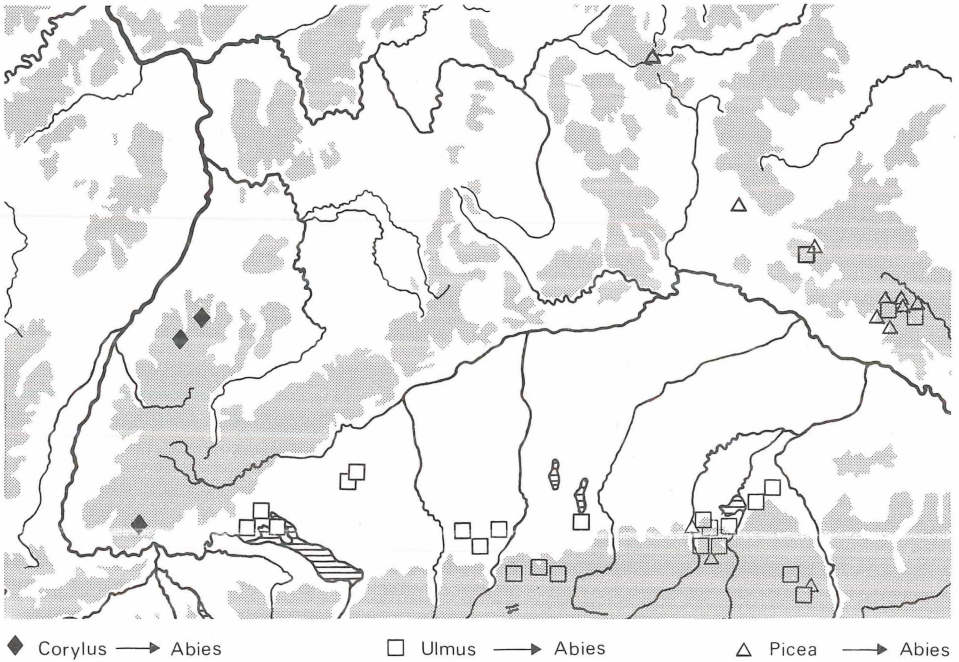 ◆ Corylus → Abies □ Ulmus → Abies △ Picea → Abies